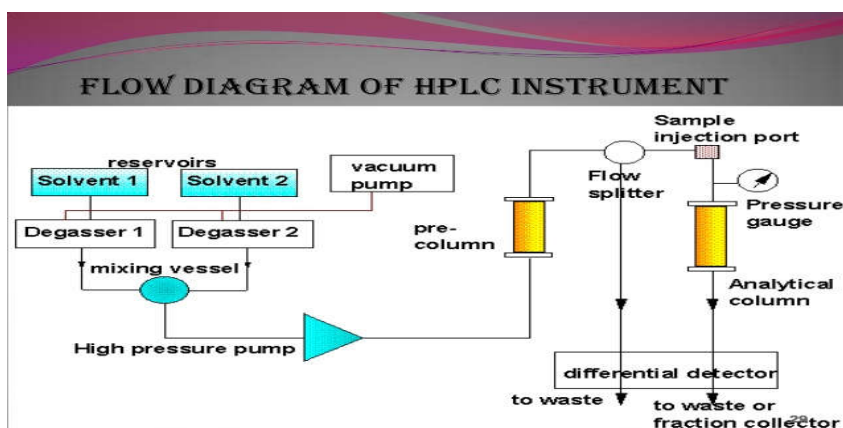 FLOW DIAGRAM OF HPLC INSTRUMENT
Sample
injection port
reservoirs
Solvent 1
Solvent 2
vacuum
pump
Flow
splitter
Degasser 1
Degasser 2
pre-
column
Pressure
gauge
mixing vessel
Analytical
column
High pressure pump
differential detector
to waste
to waste or
fraction collector
29